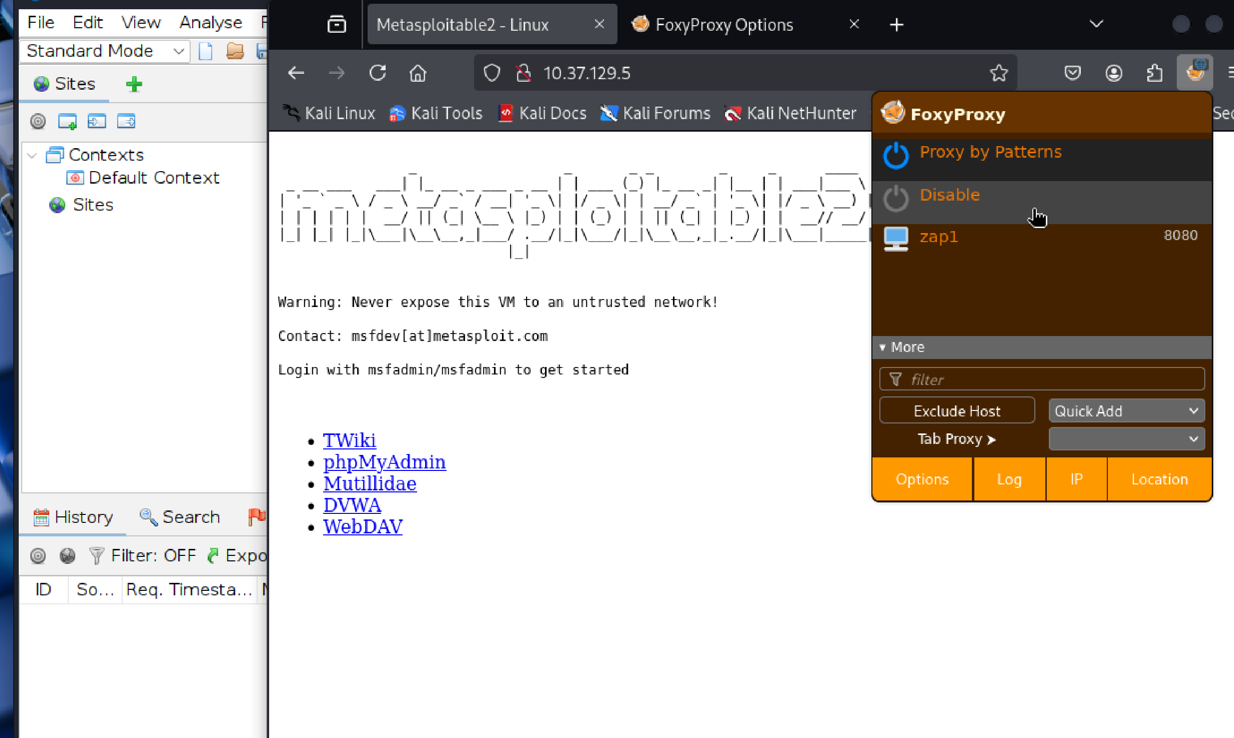 File Edit View Analyse
Standard Mode
Sites
Contexts
Default Context
Sites
History Search
Filter: OFF Expo
ID So... Req. Timesta...
Metasploitable2 - Linux
FoxyProxy Options
10.37.129.5
Kali Linux Kali Tools Kali Docs Kali Forums Kali NetHunter
metasploitable2
Warning: Never expose this VM to an untrusted network!
Contact: msfdev[at]metasploit.com
Login with msfadmin/msfadmin to get started
TWiki
phpMyAdmin
Mutillidae
DVWA
WebDAV
FoxyProxy
Proxy by Patterns
Disable
zap1 8080
More
filter
Exclude Host Quick Add
Tab Proxy ➤
Options Log IP Location